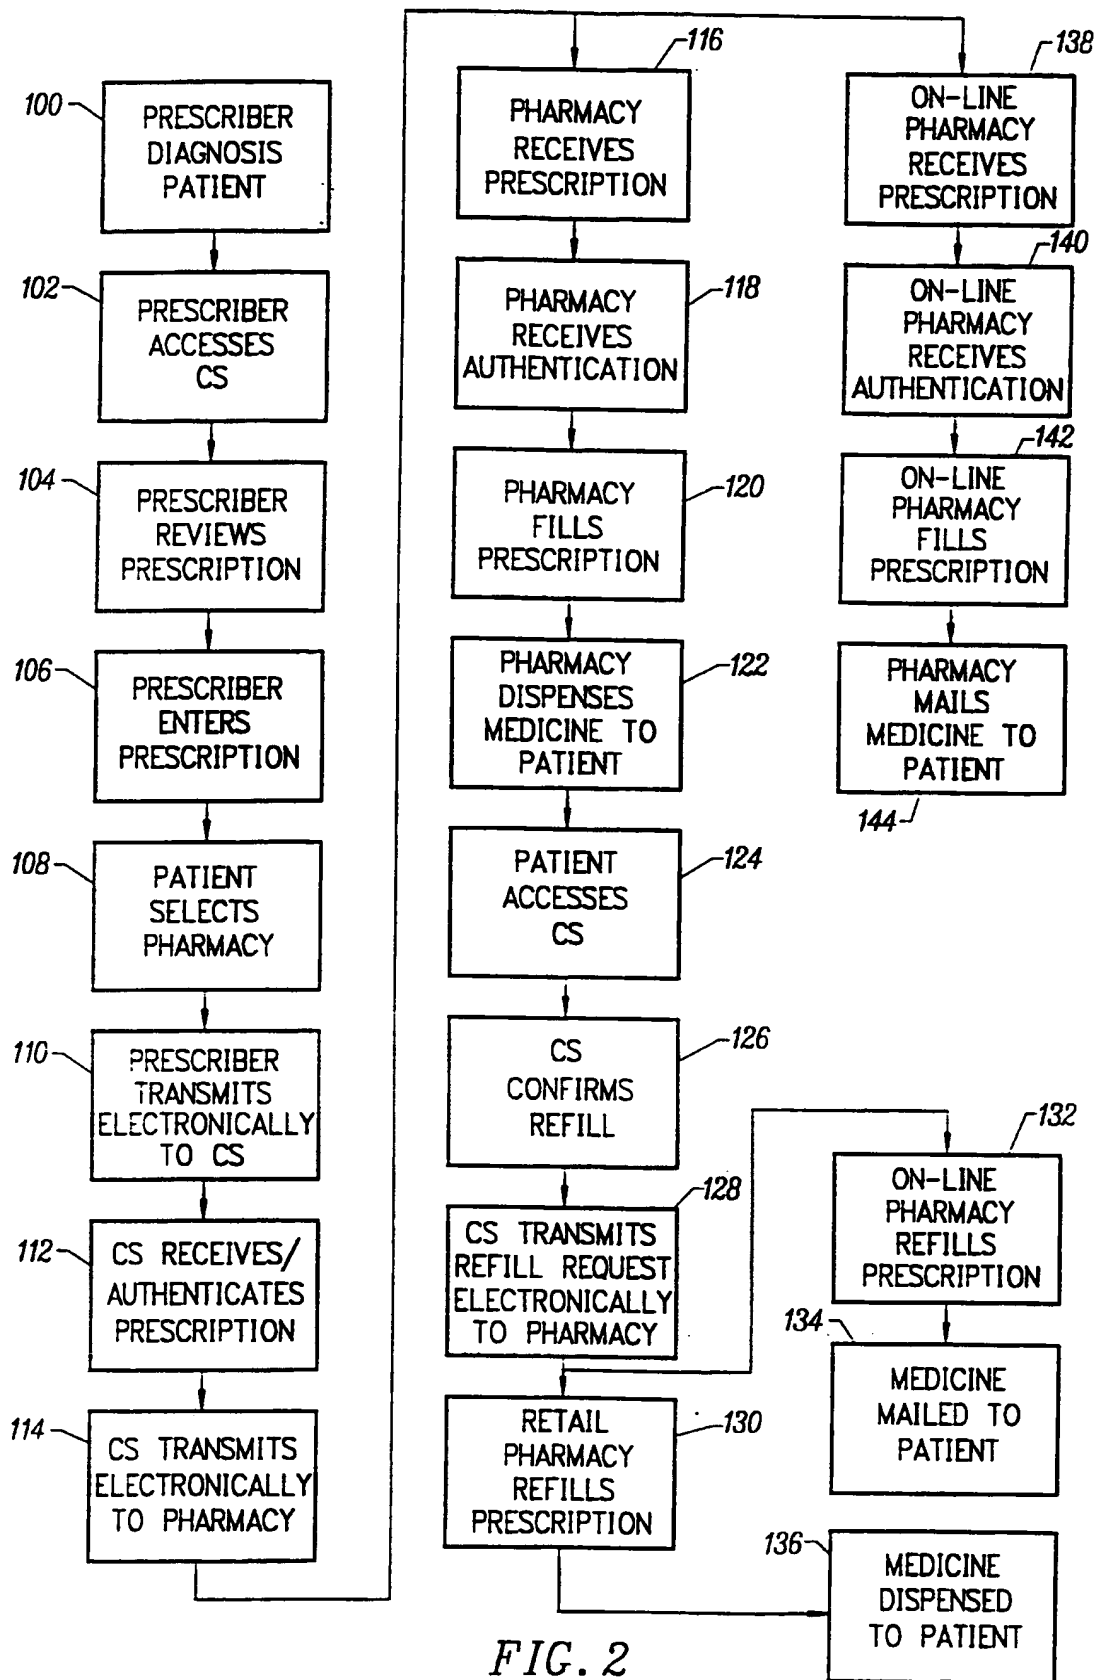 100
PRESCRIBER
DIAGNOSIS
PATIENT
102
PRESCRIBER
ACCESSES
CS
104
PRESCRIBER
REVIEWS
PRESCRIPTION
106
PRESCRIBER
ENTERS
PRESCRIPTION
108
PATIENT
SELECTS
PHARMACY
110
PRESCRIBER
TRANSMITS
ELECTRONICALLY
TO CS
112
CS RECEIVES/
AUTHENTICATES
PRESCRIPTION
114
CS TRANSMITS
ELECTRONICALLY
TO PHARMACY
116
PHARMACY
RECEIVES
PRESCRIPTION
118
PHARMACY
RECEIVES
AUTHENTICATION
120
PHARMACY
FILLS
PRESCRIPTION
122
PHARMACY
DISPENSES
MEDICINE TO
PATIENT
124
PATIENT
ACCESSES
CS
126
CS
CONFIRMS
REFILL
128
CS TRANSMITS
REFILL REQUEST
ELECTRONICALLY
TO PHARMACY
130
RETAIL
PHARMACY
REFILLS
PRESCRIPTION
138
ON-LINE
PHARMACY
RECEIVES
PRESCRIPTION
140
ON-LINE
PHARMACY
RECEIVES
AUTHENTICATION
142
ON-LINE
PHARMACY
FILLS
PRESCRIPTION
PHARMACY
MAILS
MEDICINE TO
PATIENT
144
132
ON-LINE
PHARMACY
REFILLS
PRESCRIPTION
134
MEDICINE
MAILED TO
PATIENT
136
MEDICINE
DISPENSED
TO PATIENT
FIG. 2